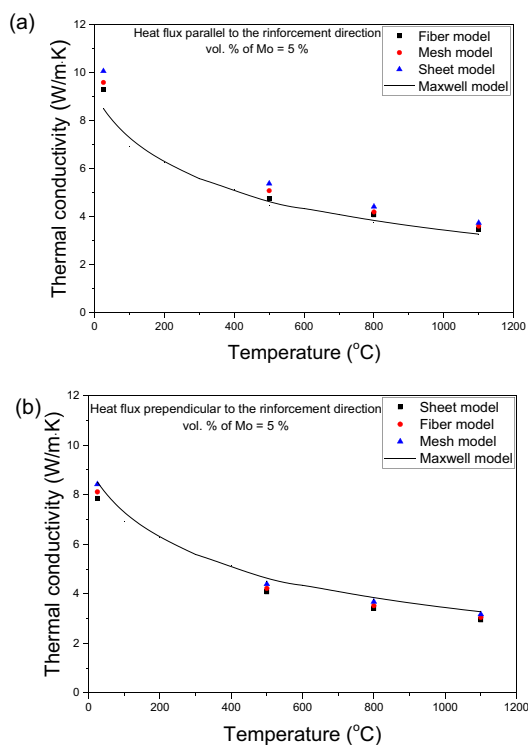 (a)
Heat flux parallel to the rinforcement direction
vol. % of Mo = 5 %
Fiber model
Mesh model
Sheet model
Maxwell model
Thermal conductivity (W/m·K)
12
10
8
6
4
2
0
0 200 400 600 800 1000 1200
Temperature (°C)
(b)
Heat flux prependicular to the rinforcement direction
vol. % of Mo = 5 %
Sheet model
Fiber model
Mesh model
Maxwell model
Thermal conductivity (W/m·K)
12
10
8
6
4
2
0
0 200 400 600 800 1000 1200
Temperature (°C)